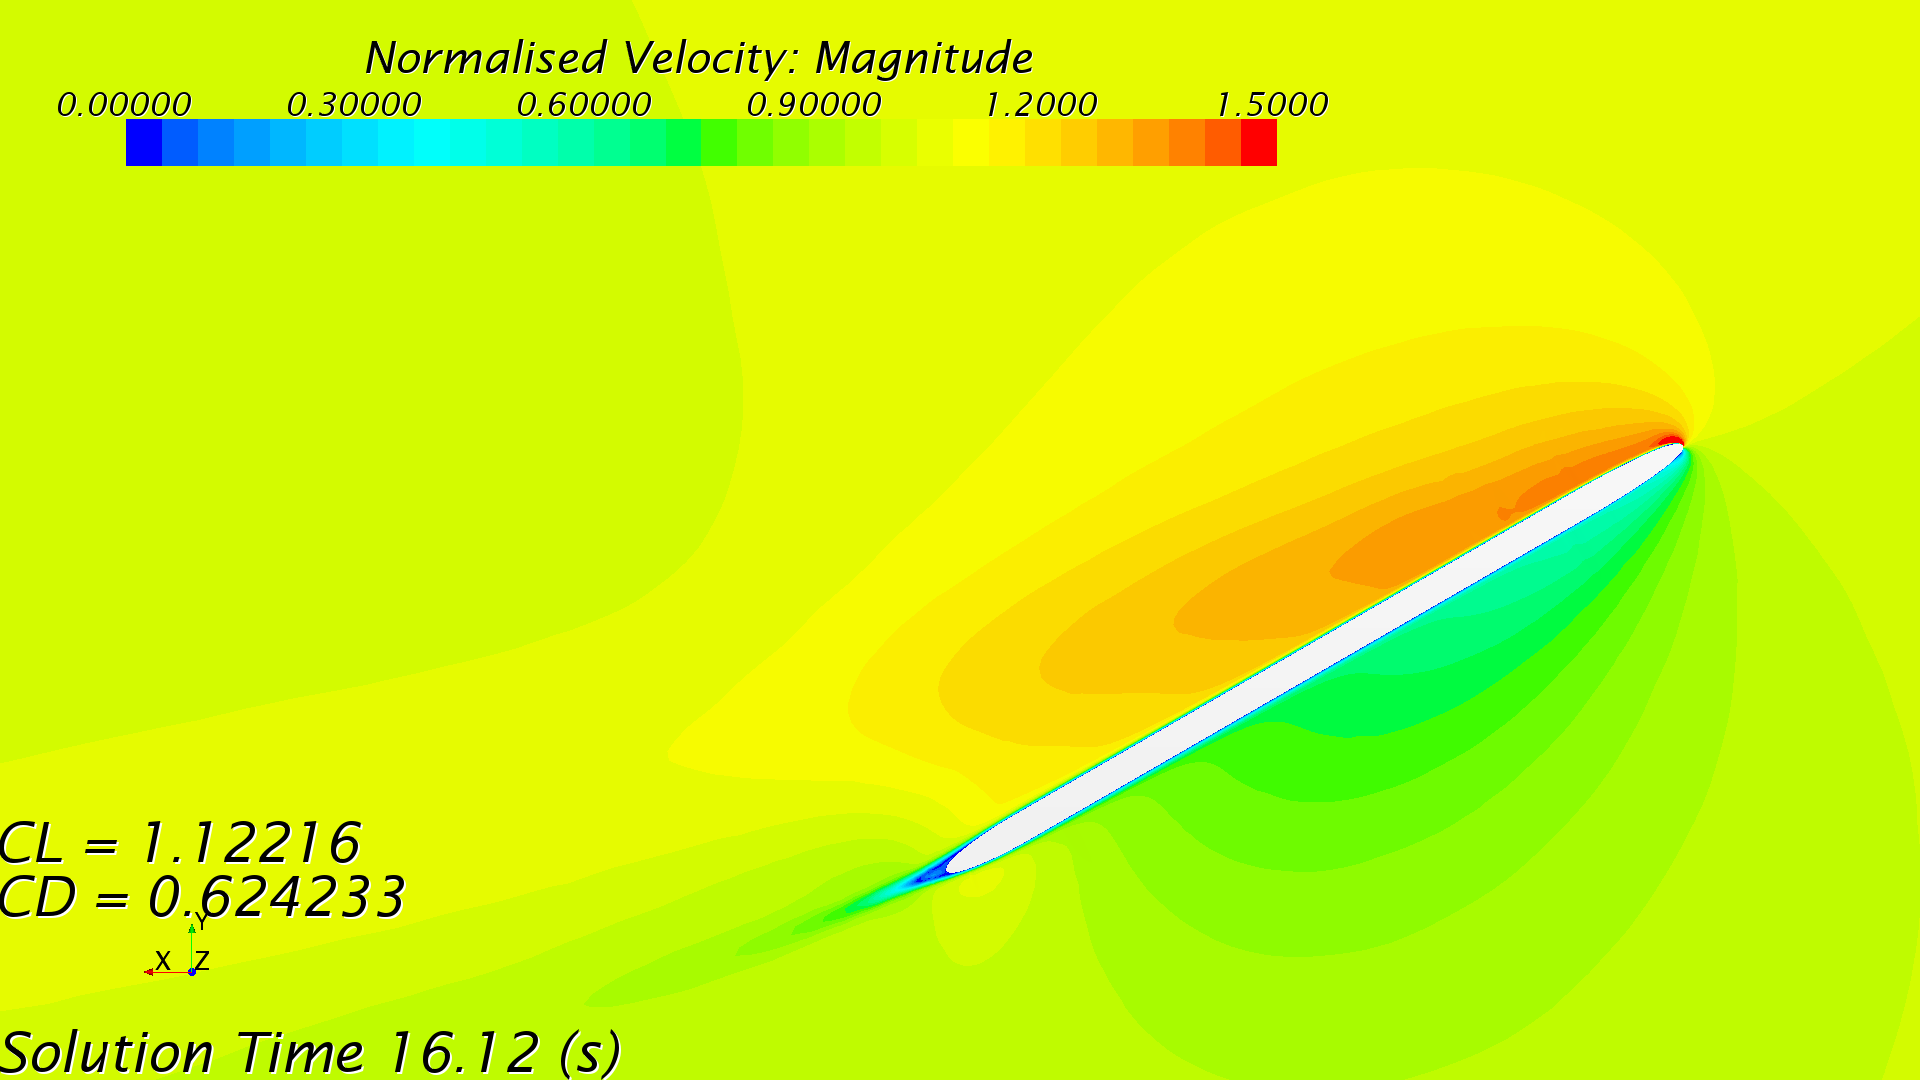 Normalised Velocity: Magnitude
0.00000 0.30000 0.60000 0.90000 1.2000 1.5000
CL = 1.12216
CD = 0.624233
Y
X Z
Solution Time 16.12 (s)